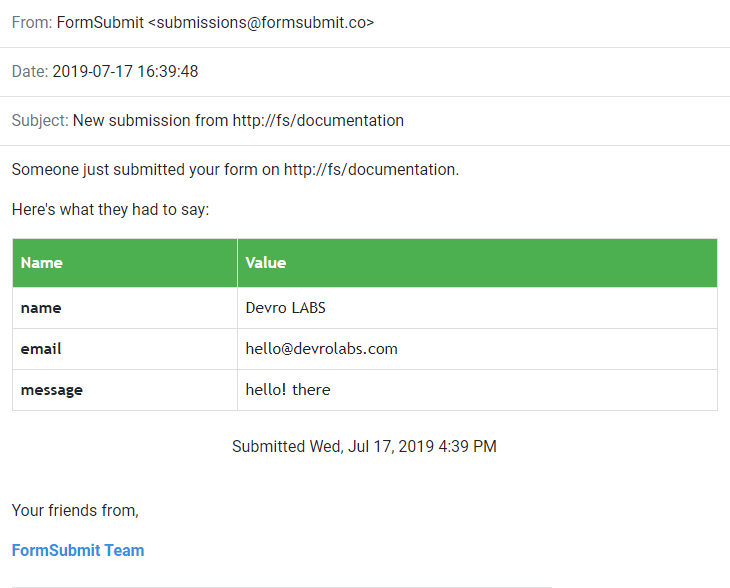 From: FormSubmit <submissions@formsubmit.co>
Date: 2019-07-17 16:39:48
Subject: New submission from http://fs/documentation
Someone just submitted your form on http://fs/documentation.
Here's what they had to say:
Name Value
name Devro LABS
email hello@devrolabs.com
message hello! there
Submitted Wed, Jul 17, 2019 4:39 PM
Your friends from,
FormSubmit Team